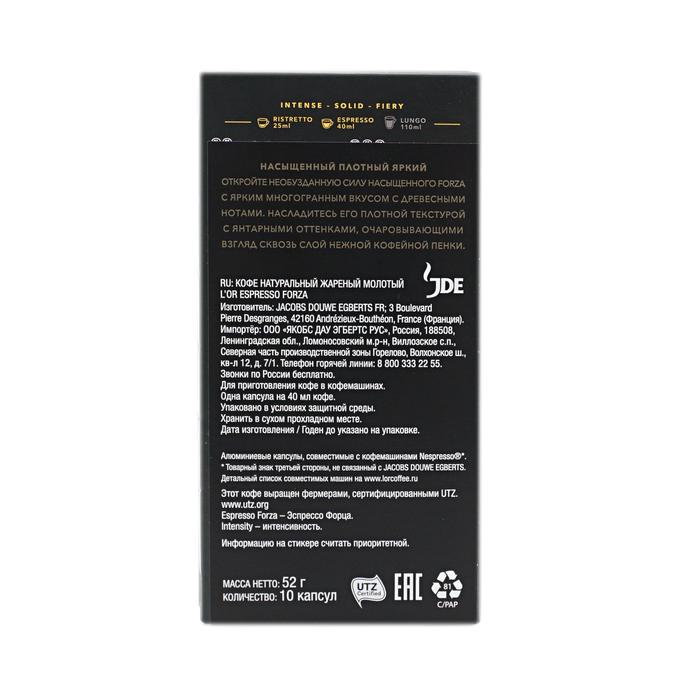 INTENSE - SOLID - FIERY
RISTRETTO 25ml ESPRESSO 40ml LUNGO 110ml
НАСЫЩЕННЫЙ ПЛОТНЫЙ ЯРКИЙ
ОТКРОЙТЕ НЕОБУЗДАННУЮ СИЛУ НАСЫЩЕННОГО FORZA
С ЯРКИМ МНОГОГРАННЫМ ВКУСОМ С ДРЕВЕСНЫМИ
НОТАМИ. НАСЛАДИТЕСЬ ЕГО ПЛОТНОЙ ТЕКСТУРОЙ
С ЯНТАРНЫМИ ОТТЕНКАМИ, ОЧАРОВЫВАЮЩИМИ
ВЗГЛЯД СКВОЗЬ СЛОЙ НЕЖНОЙ КОФЕЙНОЙ ПЕНКИ.
JDE
RU: КОФЕ НАТУРАЛЬНЫЙ ЖАРЕНЫЙ МОЛОТЫЙ
L'OR ESPRESSO FORZA
Изготовитель: JACOBS DOUWE EGBERTS FR; 3 Boulevard
Pierre Desgranges, 42160 Andrézieux-Bouthéon, France (Франция).
Импортёр: ООО «ЯКОБС ДАУ ЭГБЕРТС РУС», Россия, 188508,
Ленинградская обл., Ломоносовский м.р-н, Виллозское с.п.,
Северная часть производственной зоны Горелово, Волхонское ш.,
кв-л 12, д. 7/1. Телефон горячей линии: 8 800 333 22 55.
Звонки по России бесплатно.
Для приготовления кофе в кофемашинах.
Одна капсула на 40 мл кофе.
Упаковано в условиях защитной среды.
Хранить в сухом прохладном месте.
Дата изготовления / Годен до указано на упаковке.
Алюминиевые капсулы, совместимые с кофемашинами Nespresso®*.
* Товарный знак третьей стороны, не связанный с JACOBS DOUWE EGBERTS.
Детальный список совместимых машин на www.lorcoffee.ru
Этот кофе выращен фермерами, сертифицированными UTZ.
www.utz.org
Espresso Forza – Эспрессо Форца.
Intensity – интенсивность.
Информацию на стикере считать приоритетной.
МАССА НЕТТО: 52 г
КОЛИЧЕСТВО: 10 капсул
UTZ
Certified
EAC
81
C/PAP